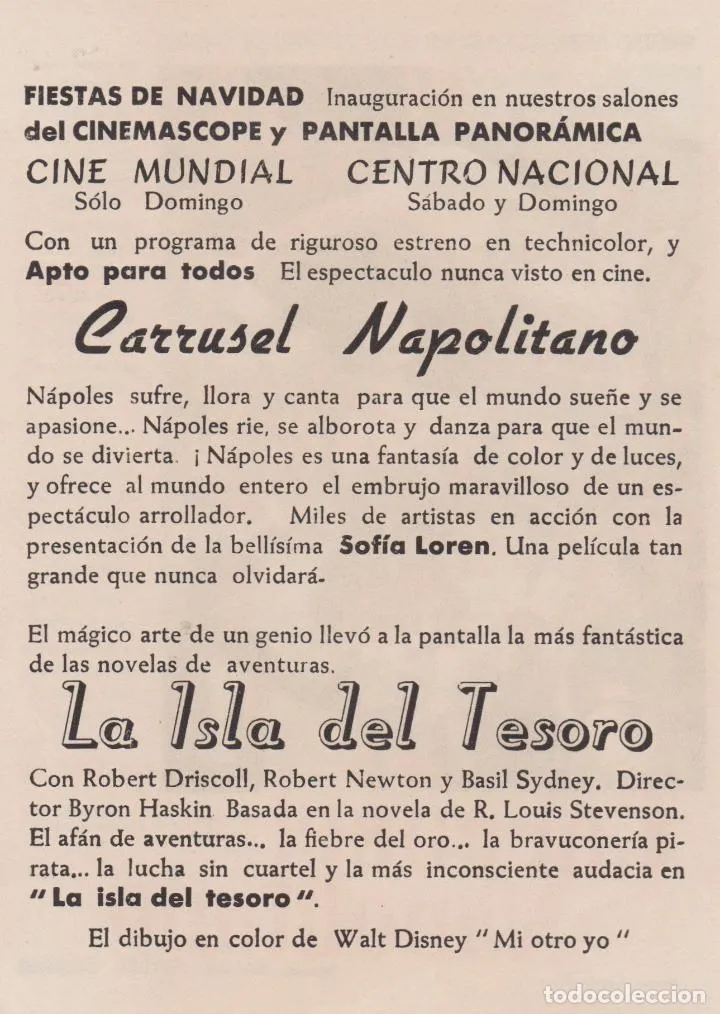 FIESTAS DE NAVIDAD Inauguración en nuestros salones
del CINEMASCOPE y PANTALLA PANORÁMICA
CINE MUNDIAL CENTRO NACIONAL
Sólo Domingo Sábado y Domingo
Con un programa de riguroso estreno en technicolor, y
Apto para todos El espectaculo nunca visto en cine.
Carrusel Napolitano
Nápoles sufre, llora y canta para que el mundo sueñe y se
apasione... Nápoles rie, se alborota y danza para que el mun-
do se divierta. ¡Nápoles es una fantasía de color y de luces,
y ofrece al mundo entero el embrujo maravilloso de un es-
pectáculo arrollador. Miles de artistas en acción con la
presentación de la bellísíma Sofía Loren. Una película tan
grande que nunca olvidará-
El mágico arte de un genio llevó a la pantalla la más fantástica
de las novelas de aventuras.
La Isla del Tesoro
Con Robert Driscoll, Robert Newton y Basil Sydney. Direc-
tor Byron Haskin Basada en la novela de R. Louis Stevenson.
El afán de aventuras... la fiebre del oro... la bravuconería pi-
rata... la lucha sin cuartel y la más inconsciente audacia en
"La isla del tesoro".
El dibujo en color de Walt Disney "Mi otro yo"
todocoleccion